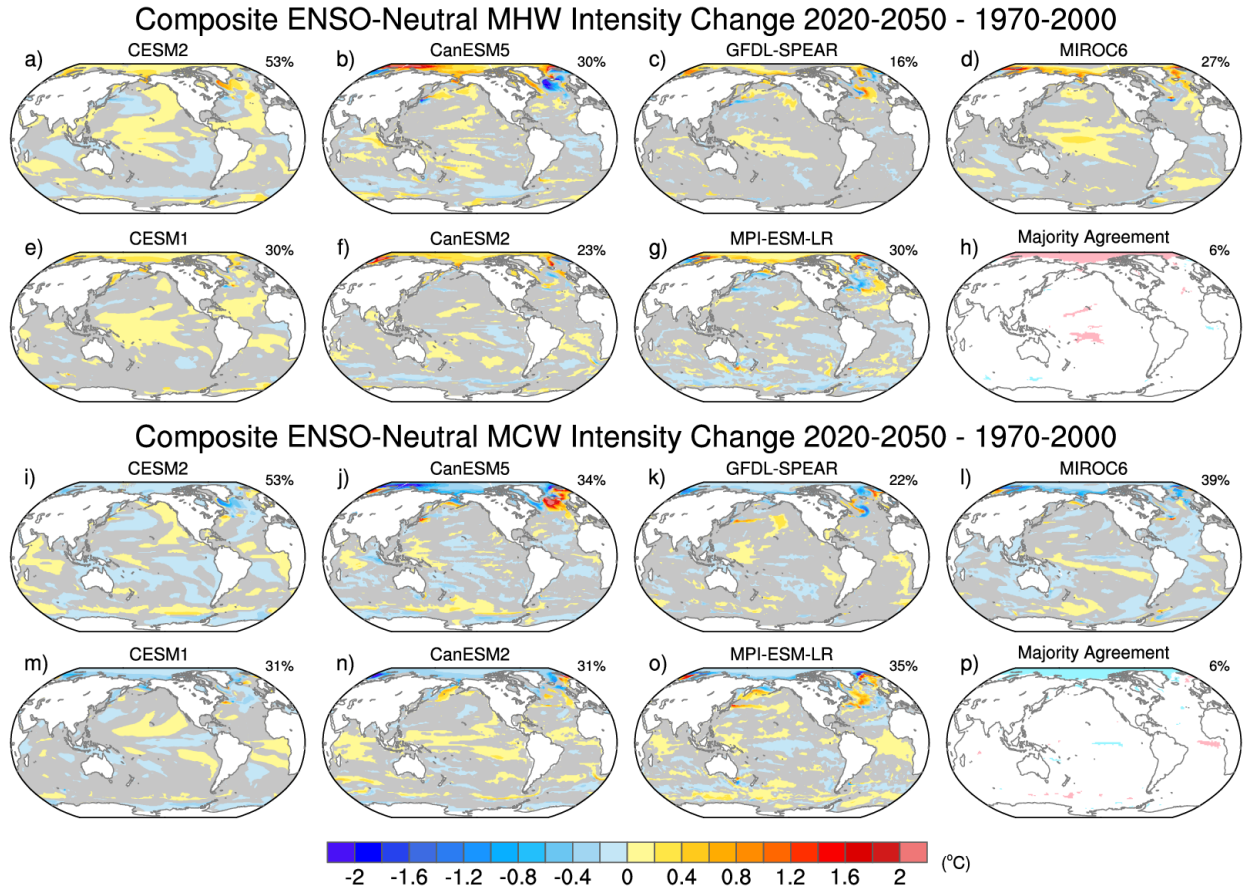 Composite ENSO-Neutral MHW Intensity Change 2020-2050 - 1970-2000
a) CESM2 53%
b) CanESM5 30%
c) GFDL-SPEAR 16%
d) MIROC6 27%
e) CESM1 30%
f) CanESM2 23%
g) MPI-ESM-LR 30%
h) Majority Agreement 6%
Composite ENSO-Neutral MCW Intensity Change 2020-2050 - 1970-2000
i) CESM2 53%
j) CanESM5 34%
k) GFDL-SPEAR 22%
l) MIROC6 39%
m) CESM1 31%
n) CanESM2 31%
o) MPI-ESM-LR 35%
p) Majority Agreement 6%
-2 -1.6 -1.2 -0.8 -0.4 0 0.4 0.8 1.2 1.6 2 (°C)